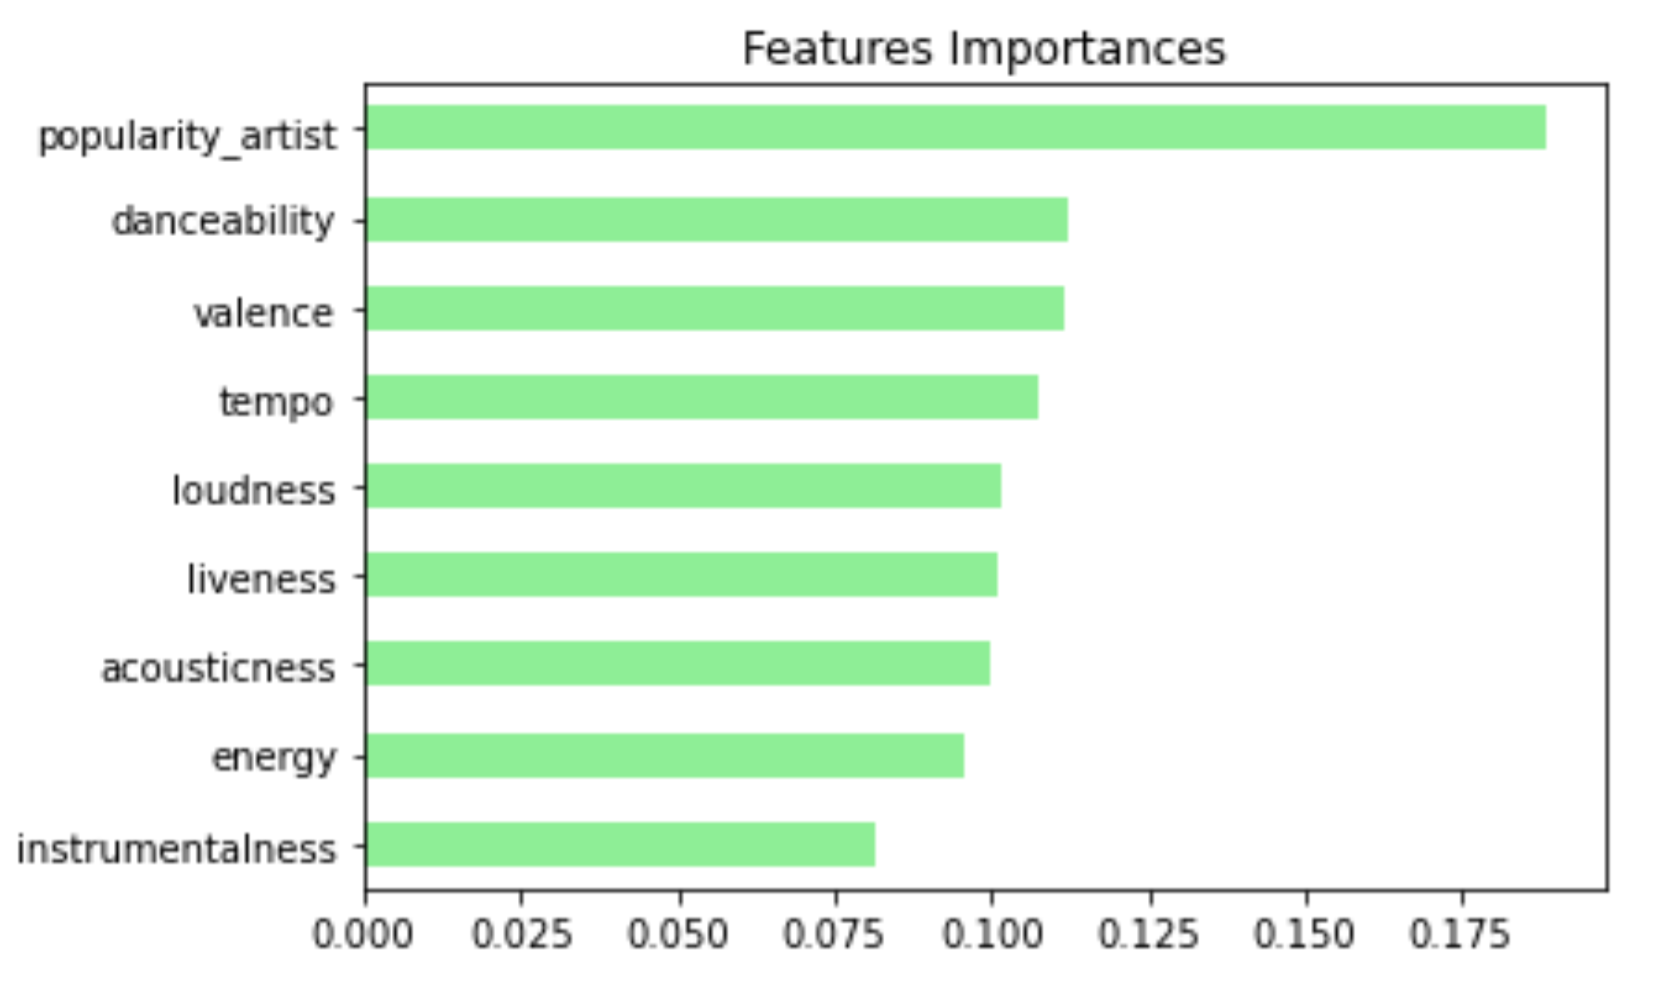 Features Importances
popularity_artist
danceability
valence
tempo
loudness
liveness
acousticness
energy
instrumentalness
0.000 0.025 0.050 0.075 0.100 0.125 0.150 0.175